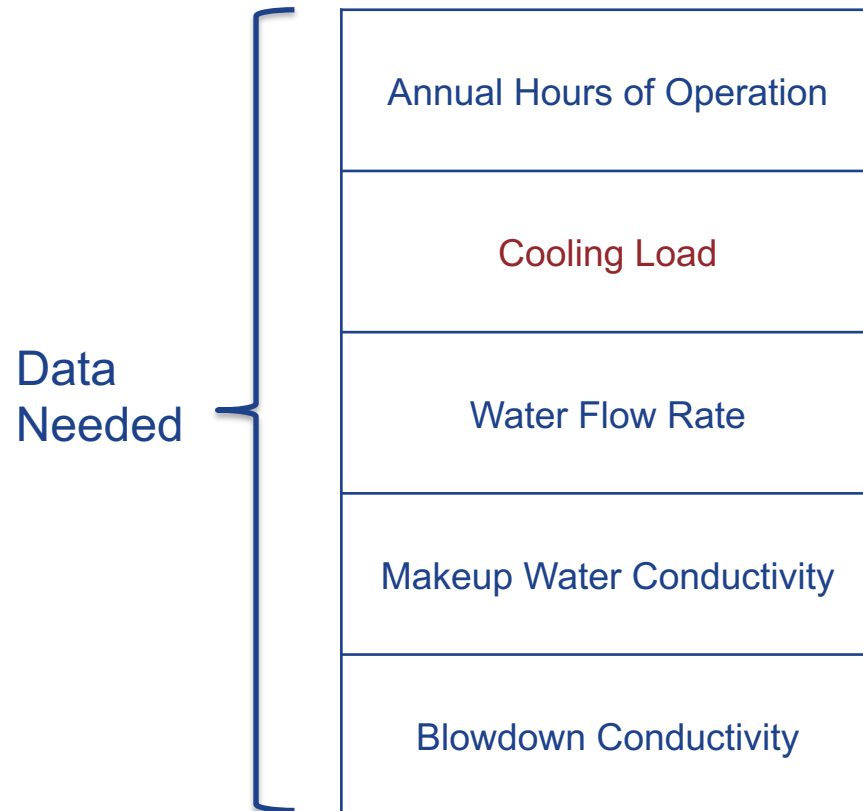 Data
Needed
Annual Hours of Operation
Cooling Load
Water Flow Rate
Makeup Water Conductivity
Blowdown Conductivity